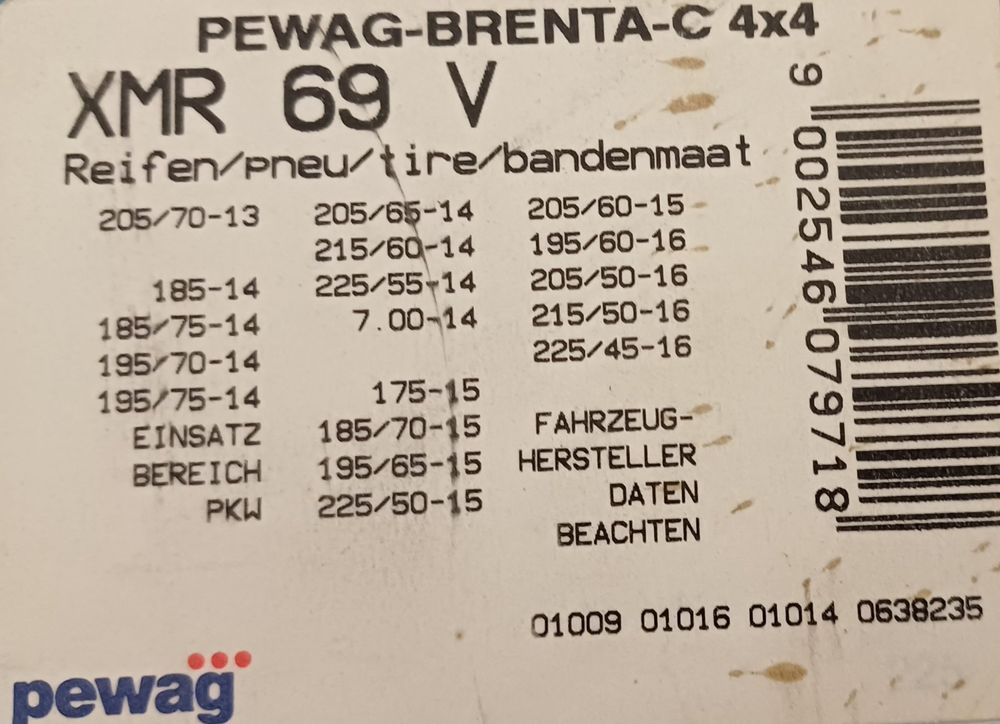 PEWAG-BRENTA-C 4x4
XMR 69 V
Reifen/pneu/tire/bandenmaat
205/70-13 205/65-14 205/60-15
215/60-14 195/60-16
185-14 225/55-14 205/50-16
185/75-14 7.00-14 215/50-16
195/70-14 225/45-16
195/75-14 175-15
EINSATZ 185/70-15 FAHRZEUG-
BEREICH 195/65-15 HERSTELLER
PKW 225/50-15 DATEN
BEACHTEN
9 002546 079718
01009 01016 01014 0638235
pewag